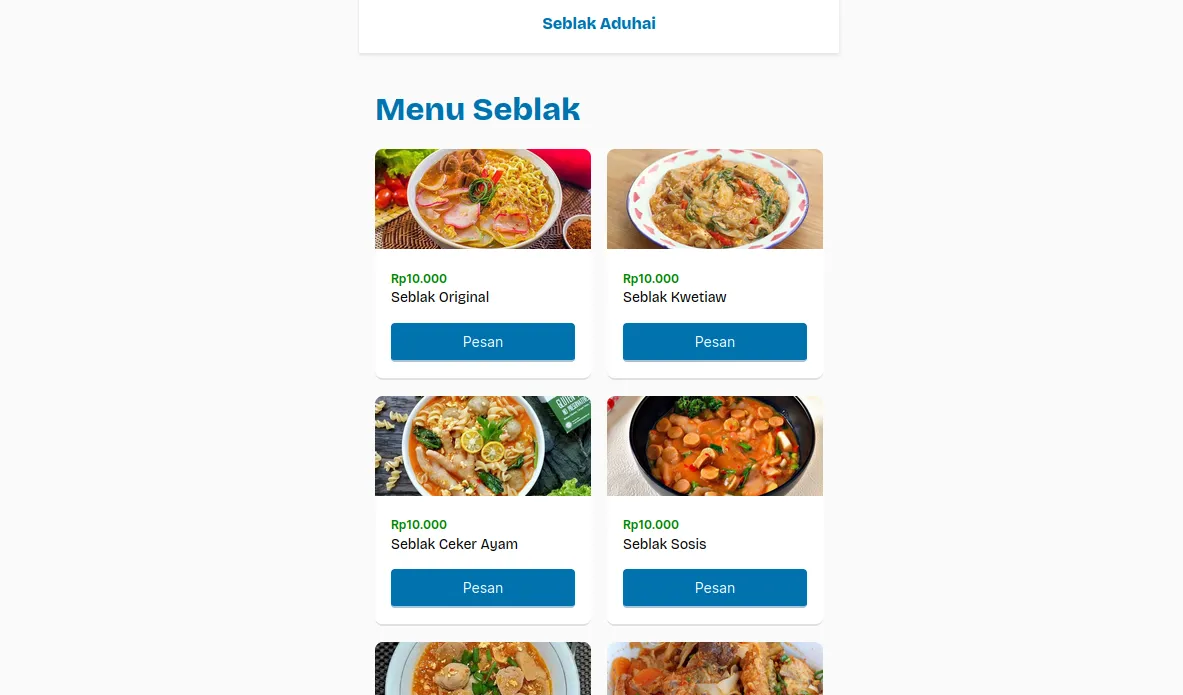 Seblak Aduhai
Menu Seblak
Rp10.000
Seblak Original
Pesan
Rp10.000
Seblak Kwetiaw
Pesan
Rp10.000
Seblak Ceker Ayam
Pesan
Rp10.000
Seblak Sosis
Pesan